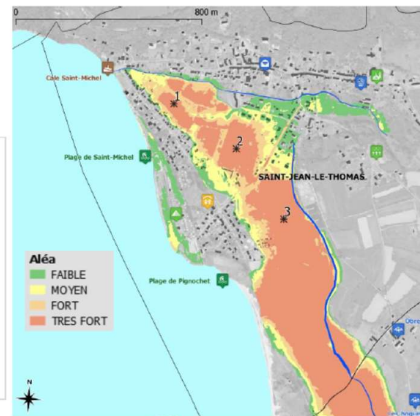 0
800 m
Cale Saint-Michel
1
2
Plage de Saint-Michel
SAINT-JEAN-LE-THOMAS
3
Aléa
FAIBLE
MOYEN
FORT
TRES FORT
Plage de Pignochet
N